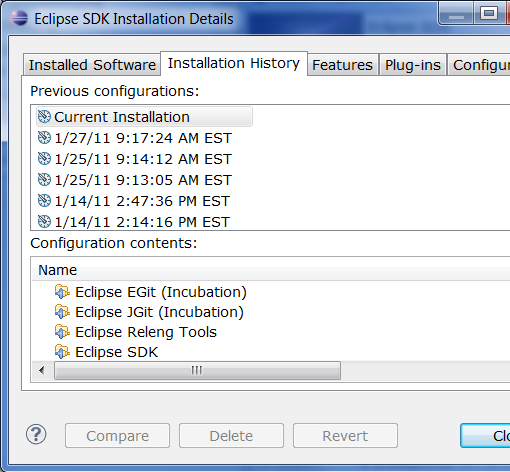 Eclipse SDK Installation Details
Installed Software Installation History Features Plug-ins
Previous configurations:
Current Installation
1/27/11 9:17:24 AM EST
1/25/11 9:14:12 AM EST
1/25/11 9:13:05 AM EST
1/14/11 2:47:36 PM EST
1/14/11 2:14:16 PM EST
Configuration contents:
Name
Eclipse EGit (Incubation)
Eclipse JGit (Incubation)
Eclipse Releng Tools
Eclipse SDK
? Compare Delete Revert